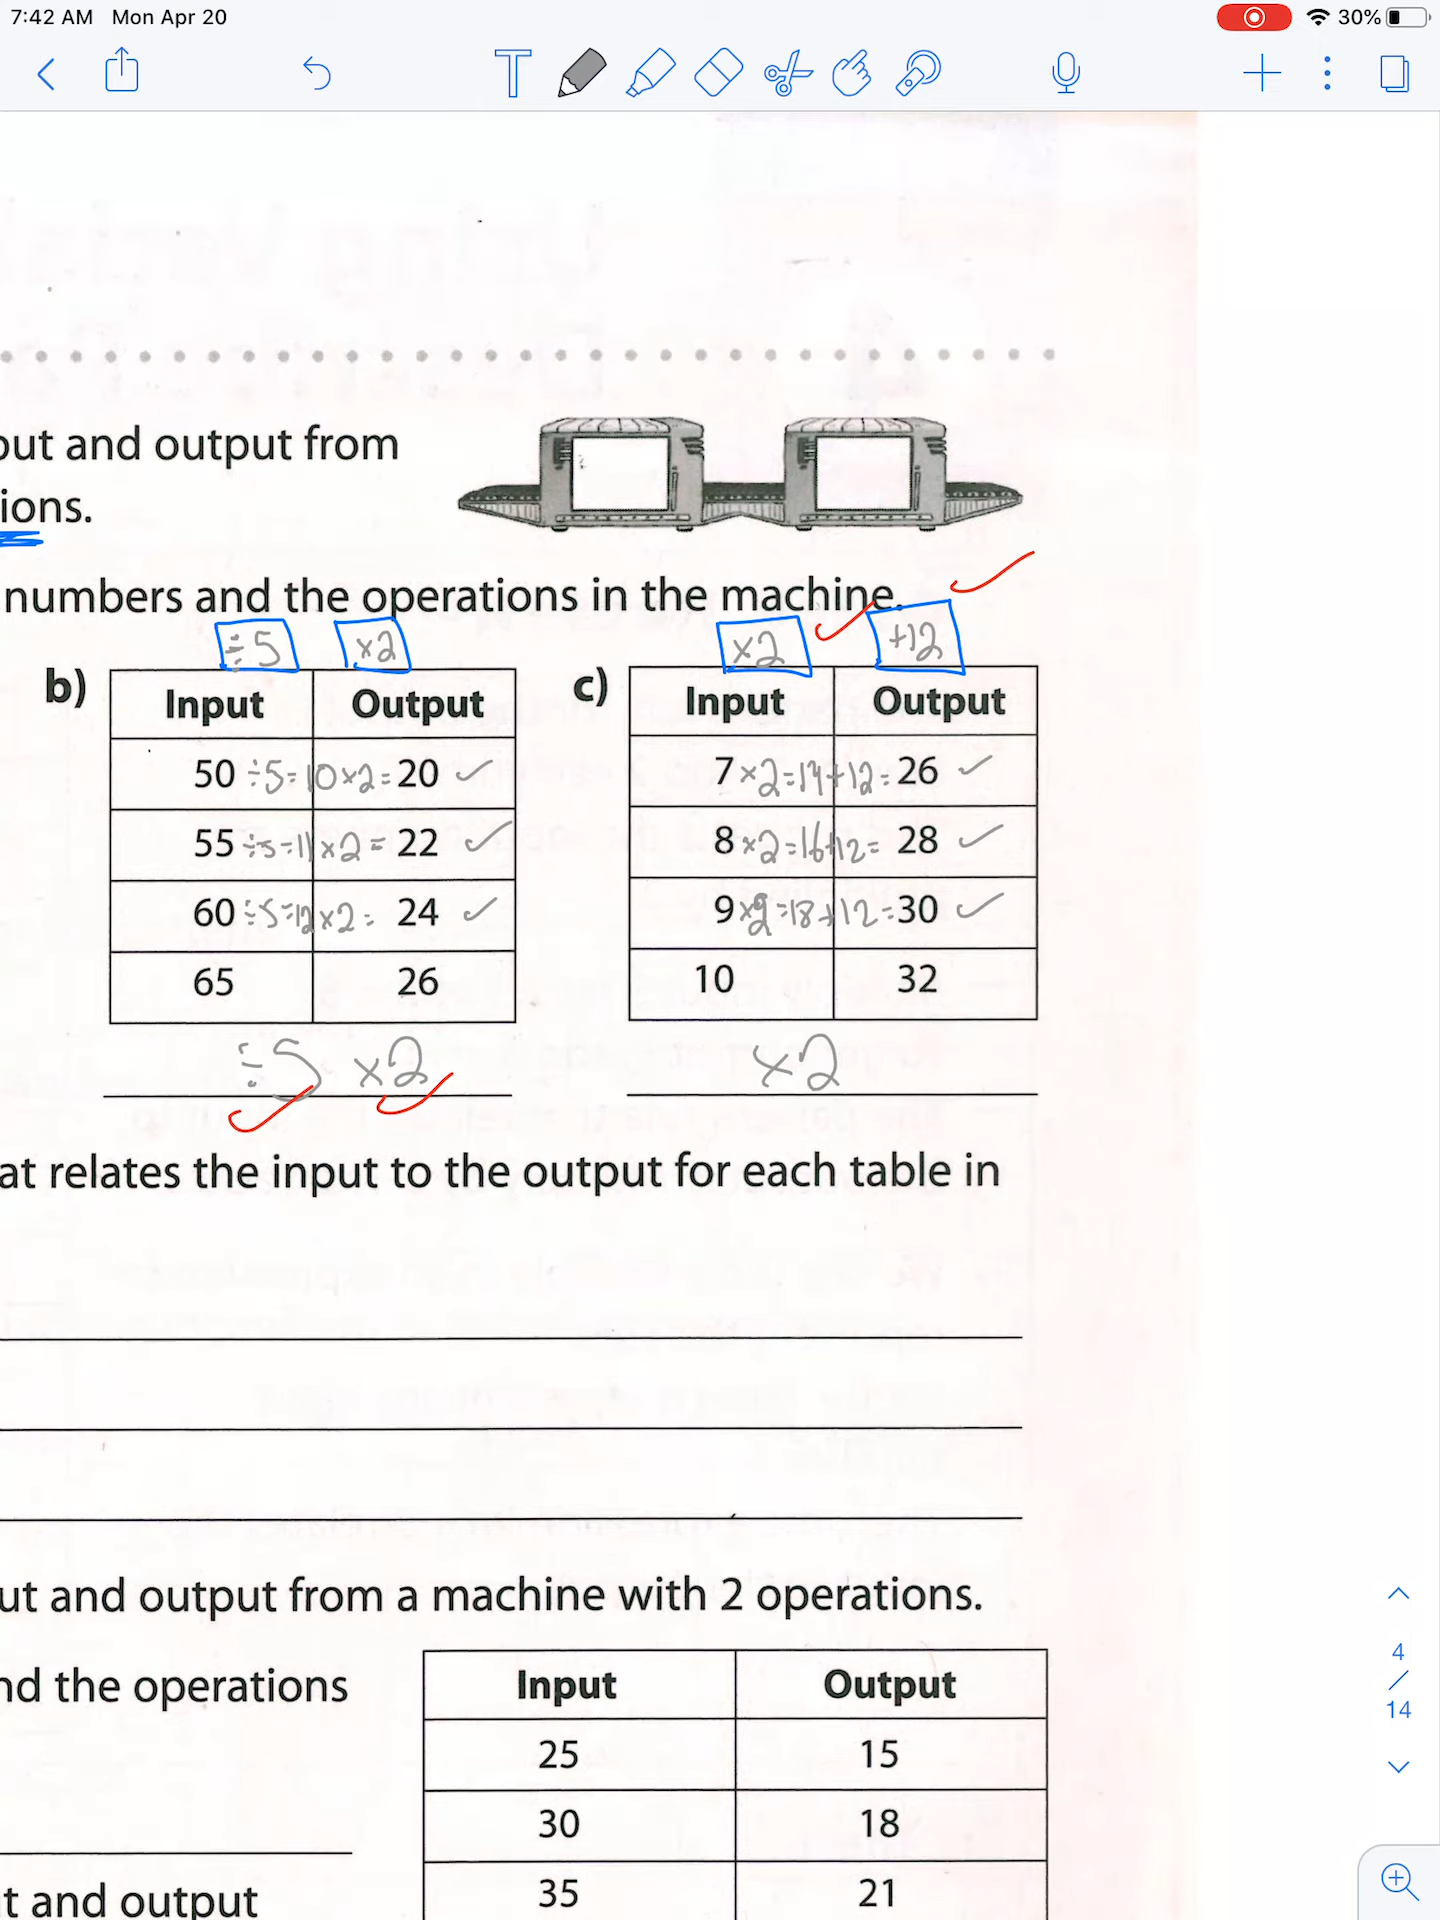 7:42 AM Mon Apr 20
30%
T
out and output from
ions.
numbers and the operations in the machine.
÷5 ×2
×2 +12
b)
Input Output
50 ÷5=10×2= 20 ✓
55 ÷5=11×2= 22 ✓
60 ÷5=12×2= 24 ✓
65 26
÷5 ×2
c)
Input Output
7 ×2=14+12= 26 ✓
8 ×2=16+12= 28 ✓
9 ×2=18+12= 30 ✓
10 32
×2
at relates the input to the output for each table in
ut and output from a machine with 2 operations.
nd the operations
t and output
Input Output
25 15
30 18
35 21
4
/
14